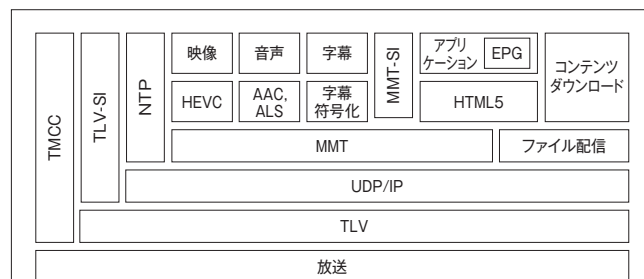 TMCC
TLV-SI
NTP
映像
音声
字幕
MMT-SI
アプリ
ケーション
EPG
コンテンツ
ダウンロード
HEVC
AAC,
ALS
字幕
符号化
HTML5
MMT
ファイル配信
UDP/IP
TLV
放送